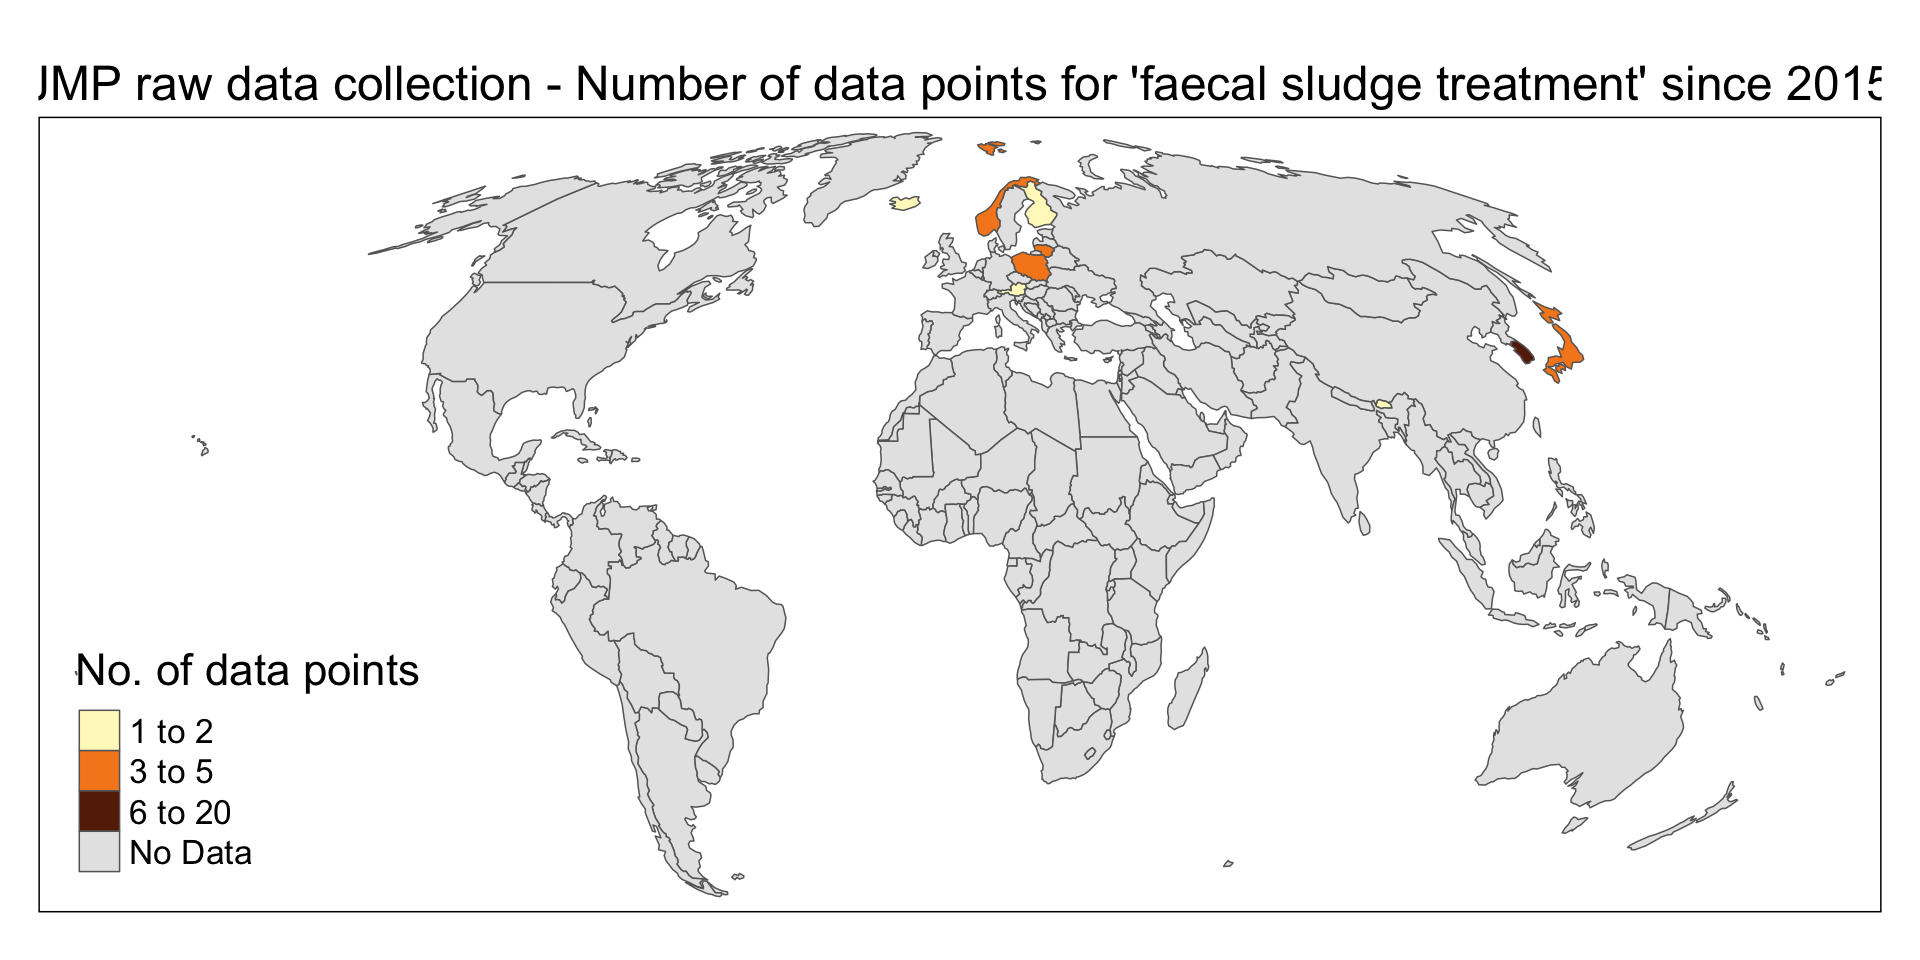 JMP raw data collection - Number of data points for 'faecal sludge treatment' since 2015
No. of data points
1 to 2
3 to 5
6 to 20
No Data